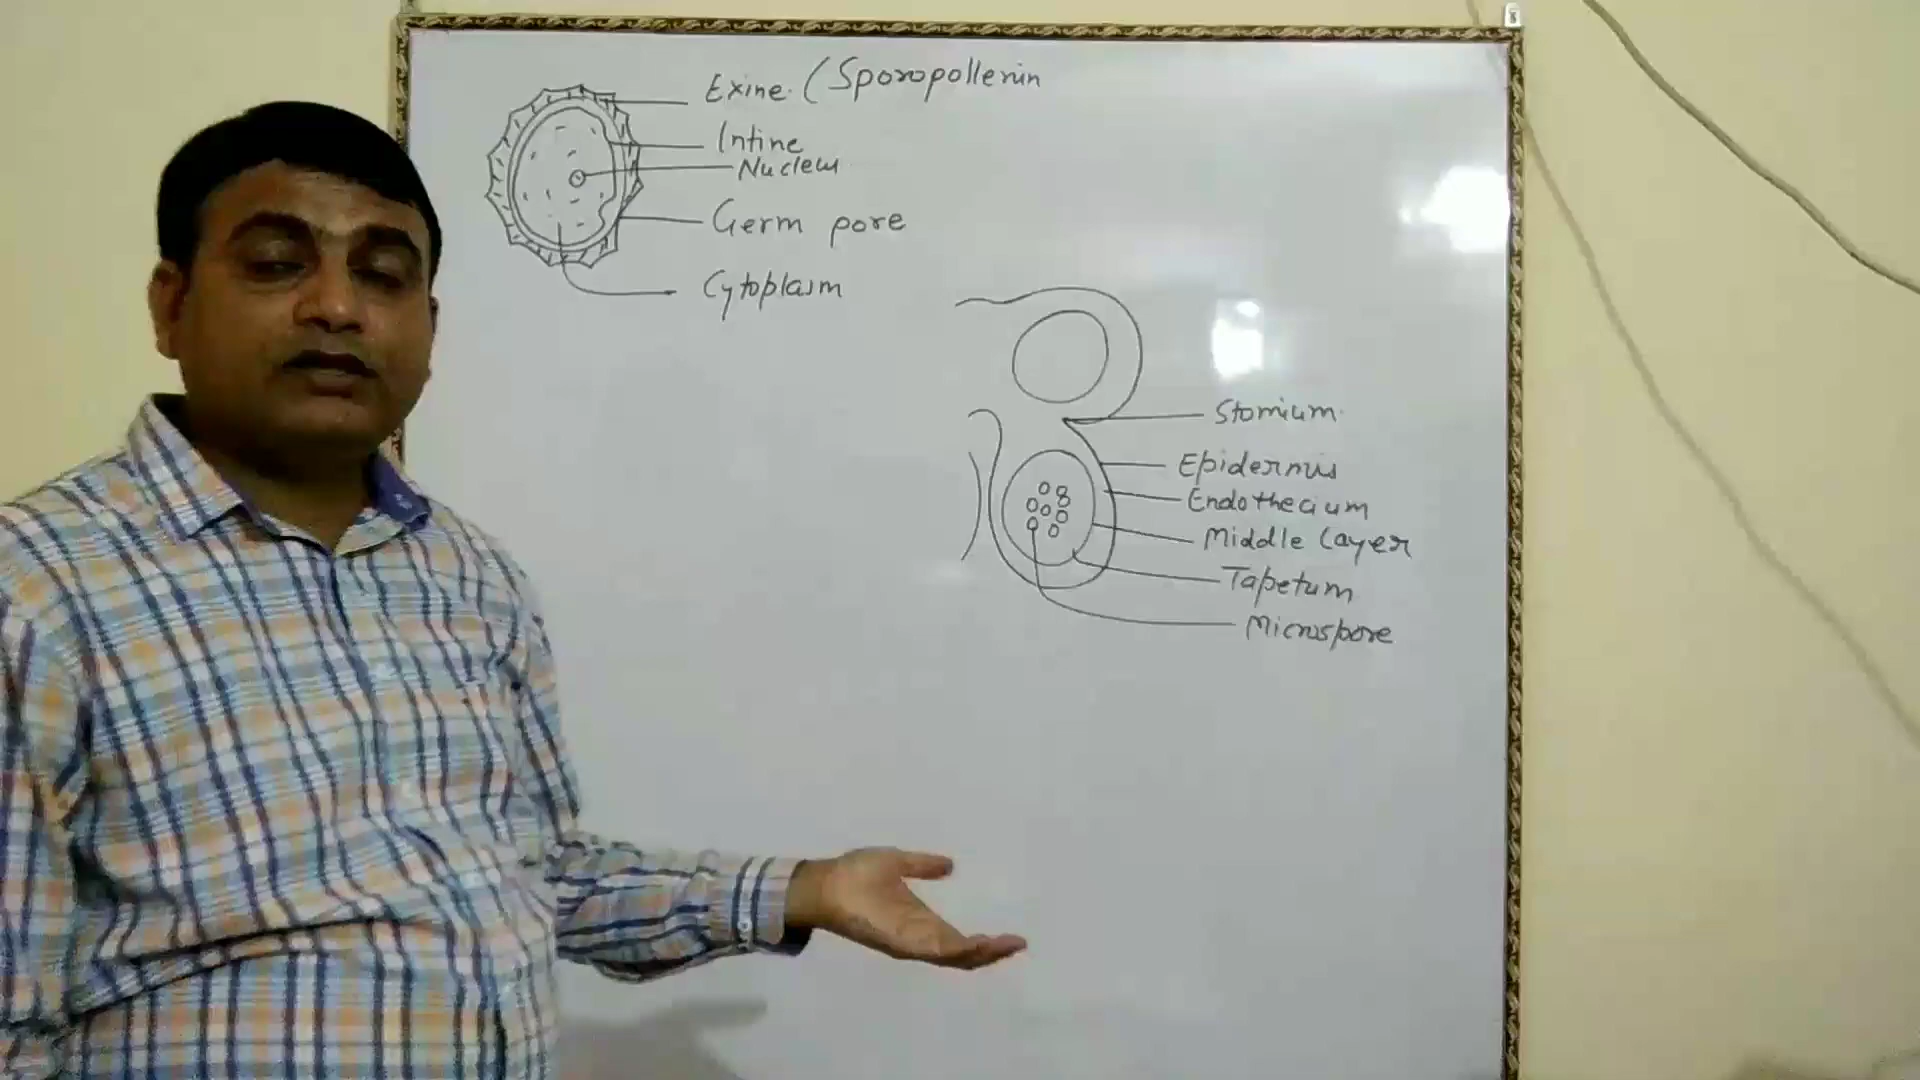 Exine. (Sporopollenin
Intine
Nucleus
Germ pore
Cytoplasm
Stomium
Epidermis
Endothecium
Middle layer
Tapetum
Microspore